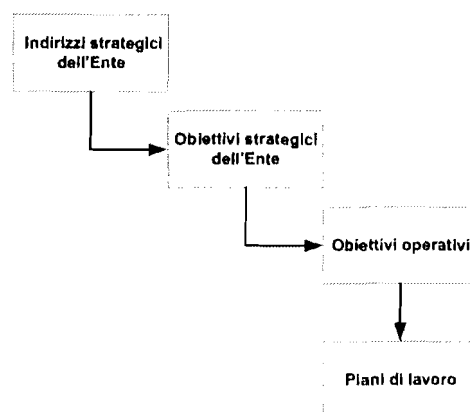 Indirizzi strategici
dell'Ente
Obiettivi strategici
dell'Ente
Obiettivi operativi
Piani di lavoro